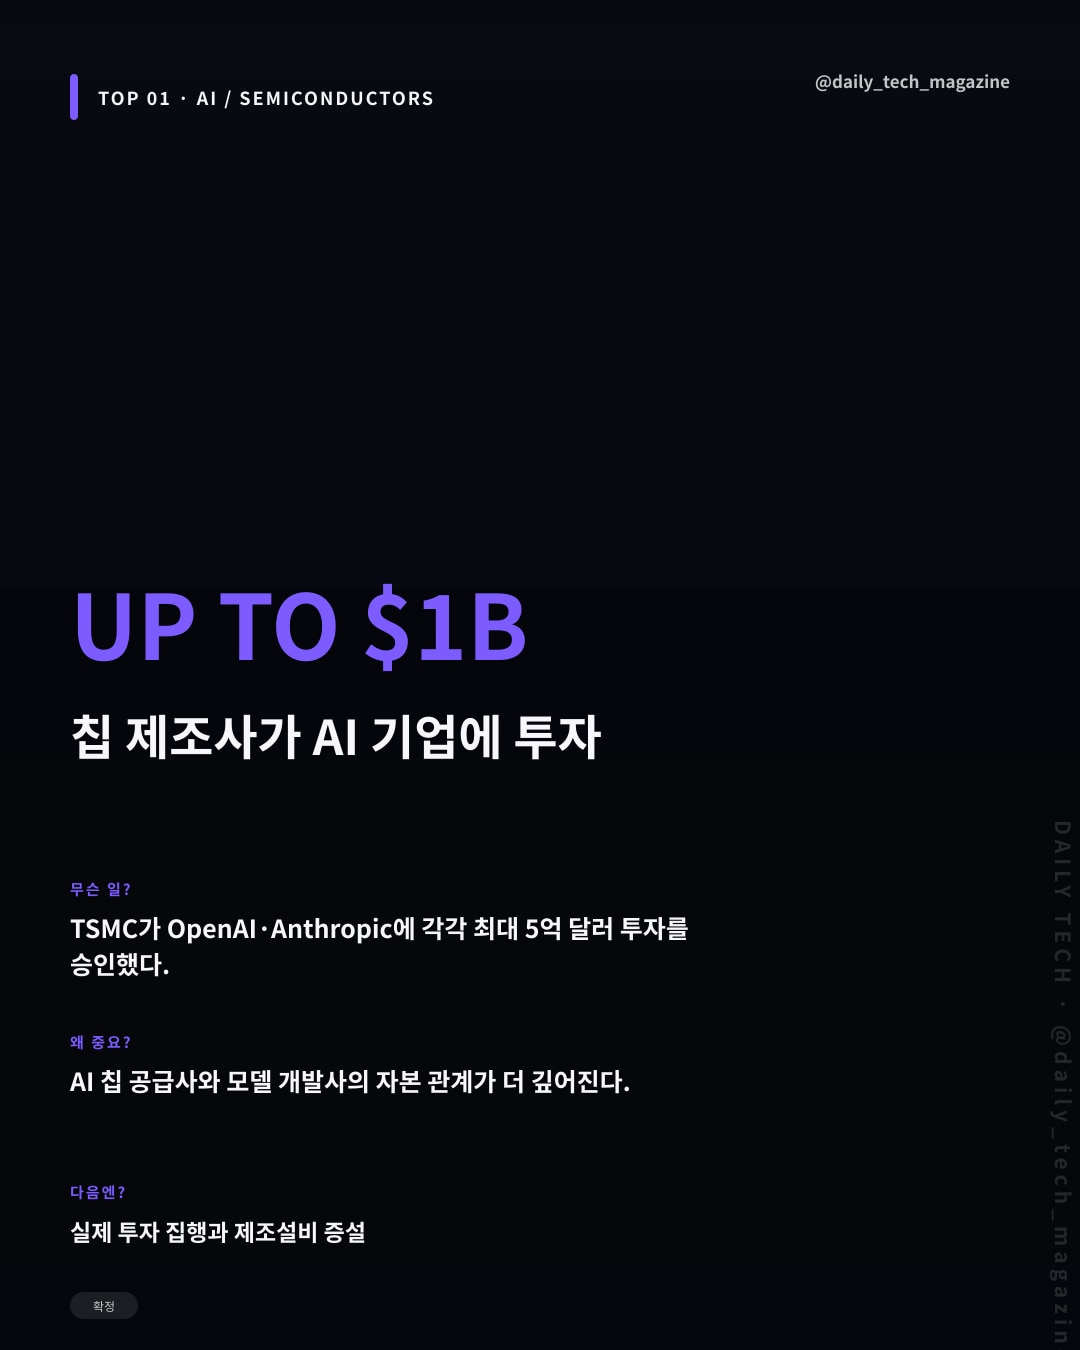 TOP 01 · AI / SEMICONDUCTORS
@daily_tech_magazine
UP TO $1B
칩 제조사가 AI 기업에 투자
무슨 일?
TSMC가 OpenAI·Anthropic에 각각 최대 5억 달러 투자를
승인했다.
왜 중요?
AI 칩 공급사와 모델 개발사의 자본 관계가 더 깊어진다.
다음엔?
실제 투자 집행과 제조설비 증설
확정
DAILY TECH · @daily_tech_magazin